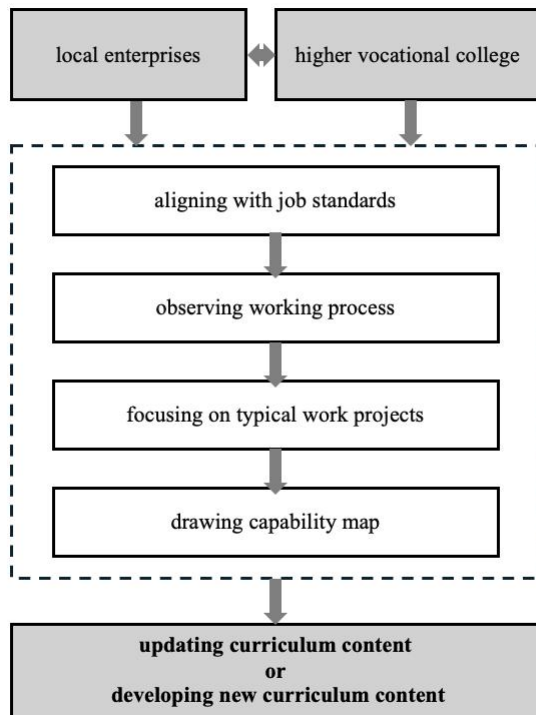 local enterprises
higher vocational college
aligning with job standards
observing working process
focusing on typical work projects
drawing capability map
updating curriculum content
or
developing new curriculum content